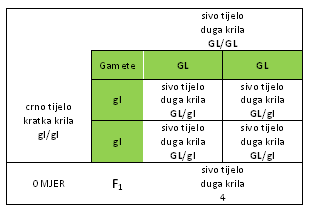 sivo tijelo
duga krila
GL/GL
Gamete GL GL
crno tijelo
kratka krila
gl/gl
gl
sivo tijelo
duga krila
GL/gl
sivo tijelo
duga krila
GL/gl
gl
sivo tijelo
duga krila
GL/gl
sivo tijelo
duga krila
GL/gl
OMJER F₁
sivo tijelo
duga krila
4